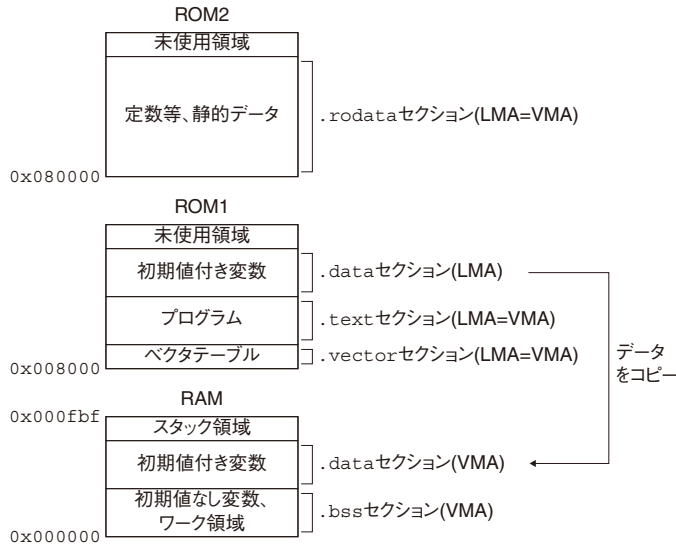 ROM2
未使用領域
定数等、静的データ
.rodataセクション(LMA=VMA)
0x080000
ROM1
未使用領域
初期値付き変数
.dataセクション(LMA)
プログラム
.textセクション(LMA=VMA)
ベクタテーブル
.vectorセクション(LMA=VMA)
0x008000
データ
をコピー
RAM
0x000fbf
スタック領域
初期値付き変数
.dataセクション(VMA)
初期値なし変数、
ワーク領域
.bssセクション(VMA)
0x000000